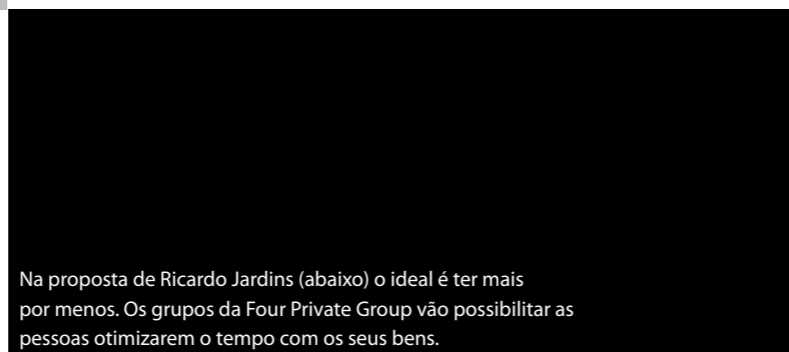 Na proposta de Ricardo Jardins (abaixo) o ideal é ter mais
por menos. Os grupos da Four Private Group vão possibilitar as
pessoas otimizarem o tempo com os seus bens.